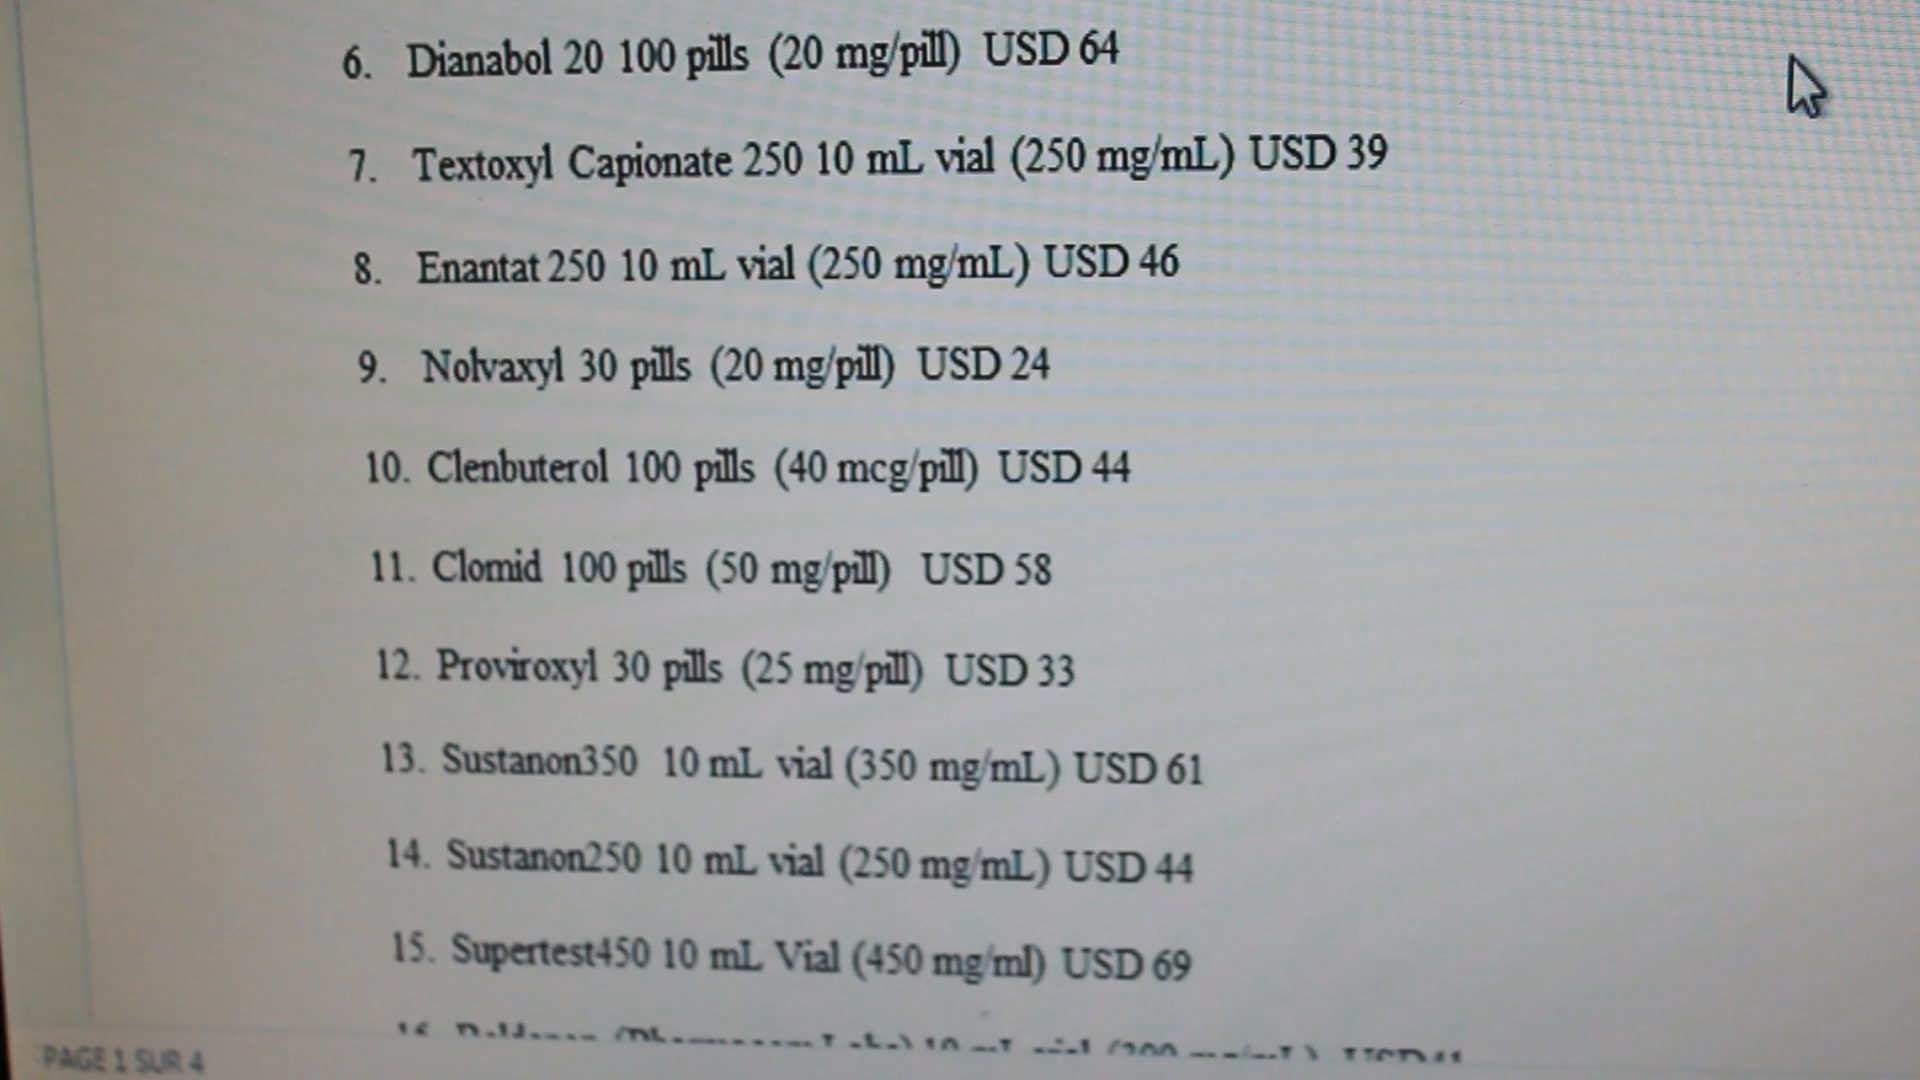 6. Dianabol 20 100 pills (20 mg/pill) USD 64
7. Textoxyl Capionate 250 10 mL vial (250 mg/mL) USD 39
8. Enantat 250 10 mL vial (250 mg/mL) USD 46
9. Nolvaxyl 30 pills (20 mg/pill) USD 24
10. Clenbuterol 100 pills (40 mcg/pill) USD 44
11. Clomid 100 pills (50 mg/pill) USD 58
12. Proviroxyl 30 pills (25 mg/pill) USD 33
13. Sustanon350 10 mL vial (350 mg/mL) USD 61
14. Sustanon250 10 mL vial (250 mg/mL) USD 44
15. Supertest450 10 mL Vial (450 mg/ml) USD 69
PAGE 1 SUR 4